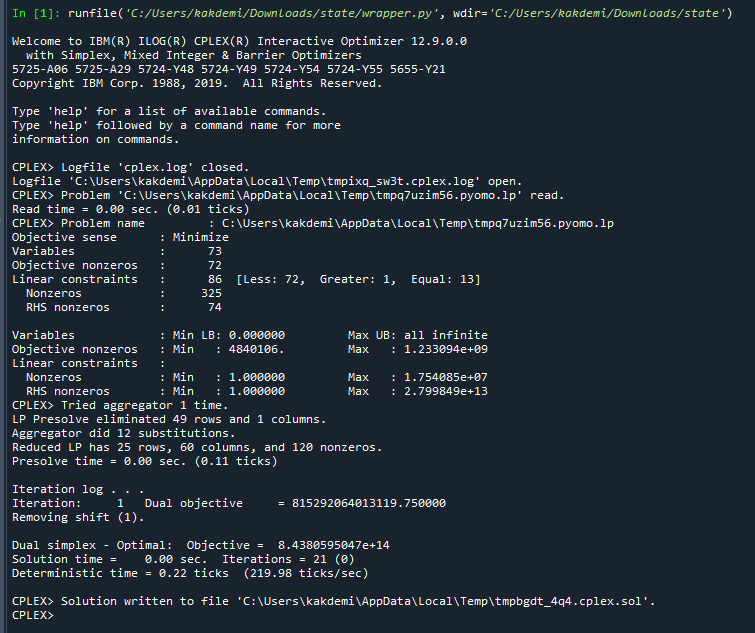 In [1]: runfile('C:/Users/kakdemi/Downloads/state/wrapper.py', wdir='C:/Users/kakdemi/Downloads/state')
Welcome to IBM(R) ILOG(R) CPLEX(R) Interactive Optimizer 12.9.0.0
with Simplex, Mixed Integer & Barrier Optimizers
5725-A06 5725-A29 5724-Y48 5724-Y49 5724-Y54 5724-Y55 5655-Y21
Copyright IBM Corp. 1988, 2019.  All Rights Reserved.
Type 'help' for a list of available commands.
Type 'help' followed by a command name for more
information on commands.
CPLEX> Logfile 'cplex.log' closed.
Logfile 'C:\Users\kakdemi\AppData\Local\Temp\tmpixq_sw3t.cplex.log' open.
CPLEX> Problem 'C:\Users\kakdemi\AppData\Local\Temp\tmpq7uzim56.pyomo.lp' read.
Read time = 0.00 sec. (0.01 ticks)
CPLEX> Problem name         : C:\Users\kakdemi\AppData\Local\Temp\tmpq7uzim56.pyomo.lp
Objective sense      : Minimize
Variables            :      73
Objective nonzeros   :      72
Linear constraints   :      86  [Less: 72,  Greater: 1,  Equal: 13]
Nonzeros           :     325
RHS nonzeros       :      74
Variables            : Min LB: 0.000000         Max UB: all infinite
Objective nonzeros   : Min   : 4840106.         Max   : 1.233094e+09
Linear constraints   :
Nonzeros           : Min   : 1.000000         Max   : 1.754085e+07
RHS nonzeros       : Min   : 1.000000         Max   : 2.799849e+13
CPLEX> Tried aggregator 1 time.
LP Presolve eliminated 49 rows and 1 columns.
Aggregator did 12 substitutions.
Reduced LP has 25 rows, 60 columns, and 120 nonzeros.
Presolve time = 0.00 sec. (0.11 ticks)
Iteration log . . .
Iteration:     1   Dual objective     = 815292064013119.750000
Removing shift (1).
Dual simplex - Optimal:  Objective =  8.4380595047e+14
Solution time =    0.00 sec.  Iterations = 21 (0)
Deterministic time = 0.22 ticks  (219.98 ticks/sec)
CPLEX> Solution written to file 'C:\Users\kakdemi\AppData\Local\Temp\tmpbgdt_4q4.cplex.sol'.
CPLEX>